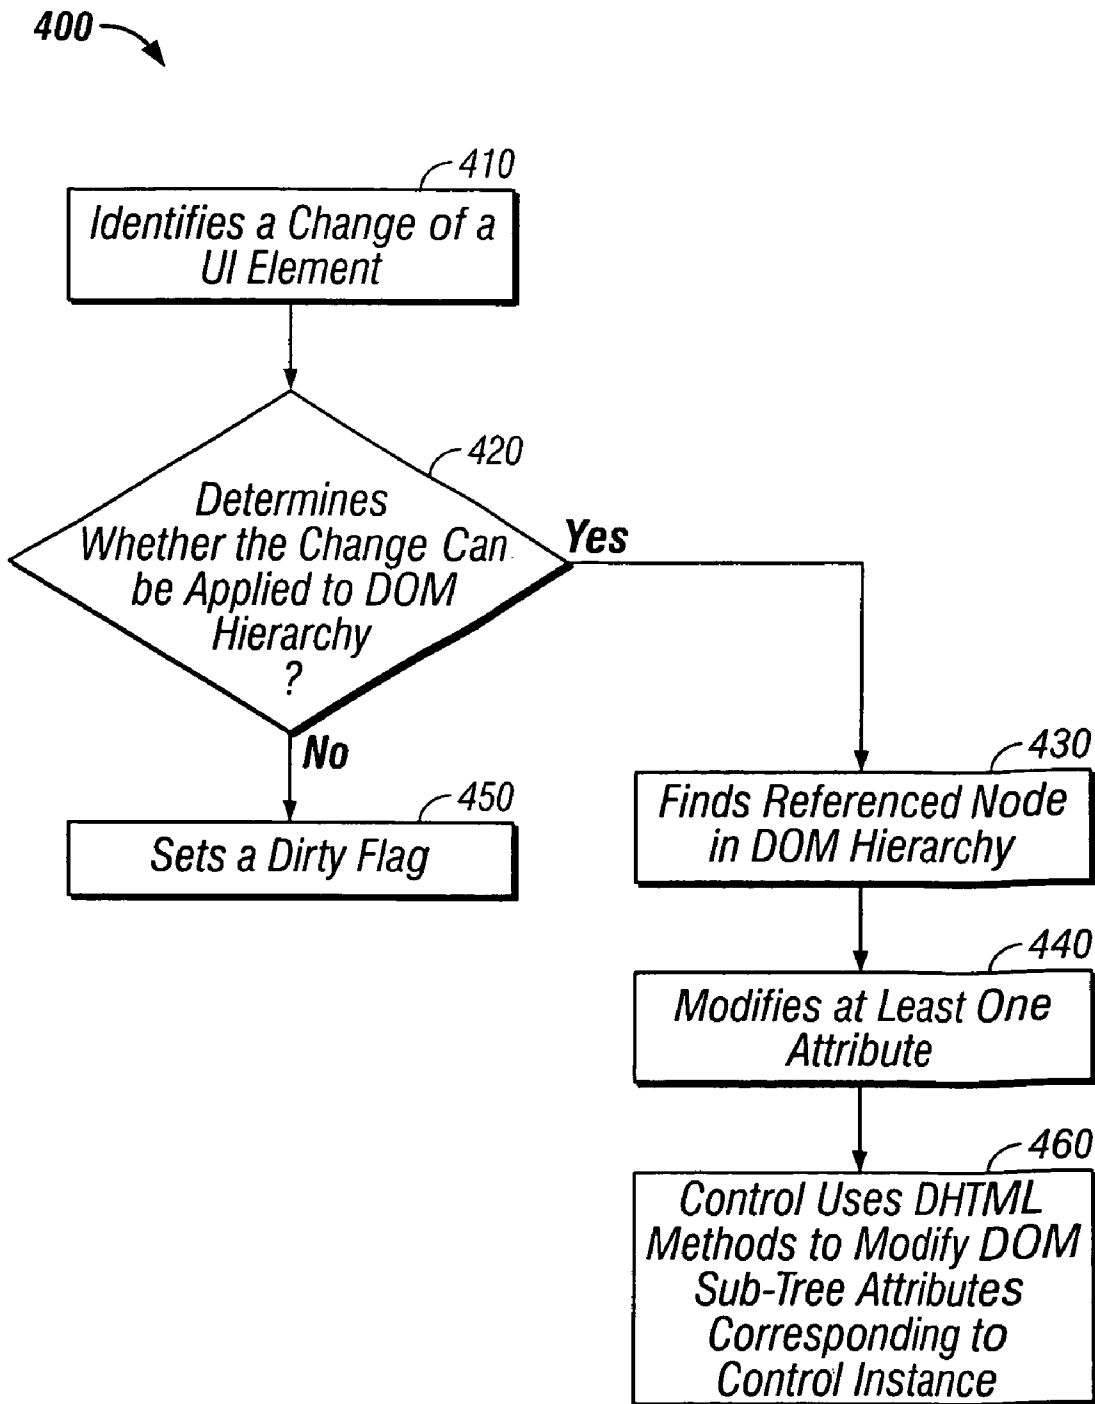 400
410
Identifies a Change of a
UI Element
420
Determines
Whether the Change Can
be Applied to DOM
Hierarchy
?
Yes
No
450
Sets a Dirty Flag
430
Finds Referenced Node
in DOM Hierarchy
440
Modifies at Least One
Attribute
460
Control Uses DHTML
Methods to Modify DOM
Sub-Tree Attributes
Corresponding to
Control Instance